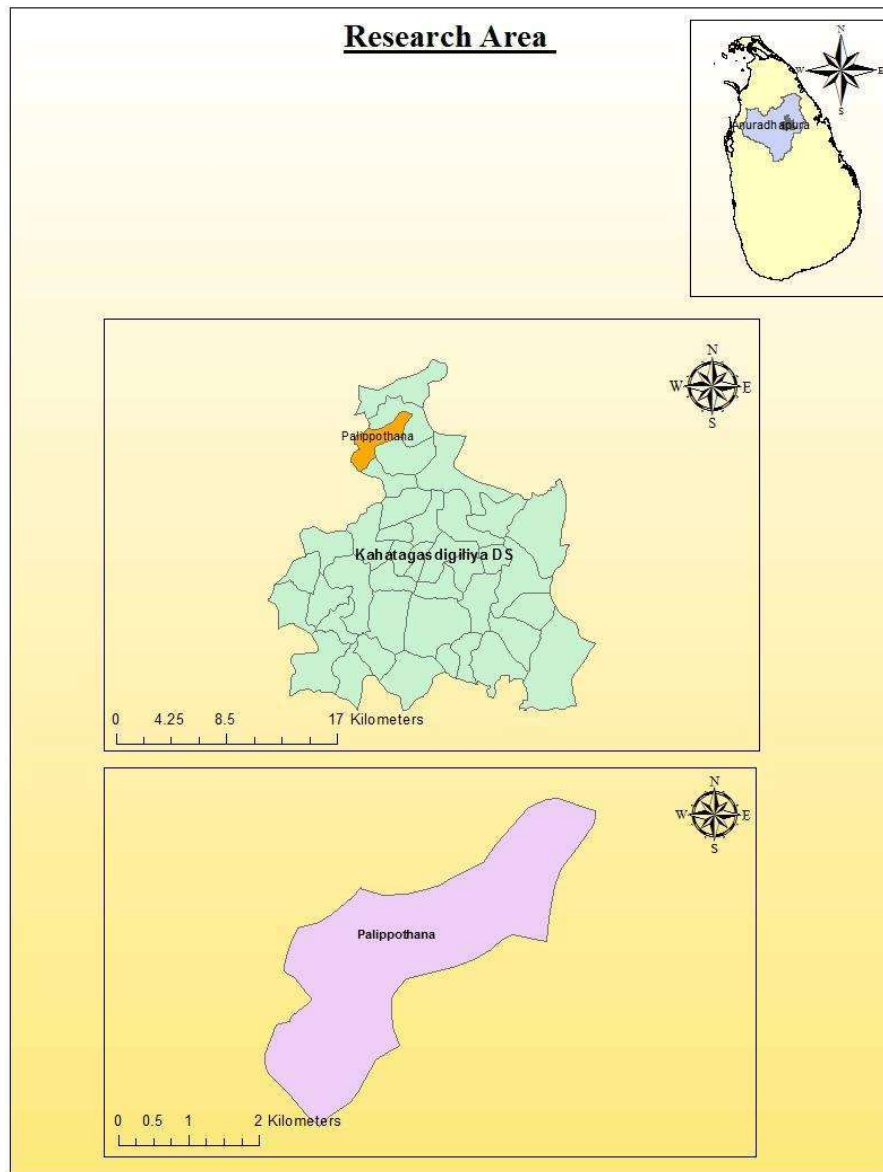 Research Area
N
W E
S
Anuradhapura
N
W E
S
Palippothana
Kahatagasdigiliya DS
0 4.25 8.5 17 Kilometers
N
W E
S
Palippothana
0 0.5 1 2 Kilometers